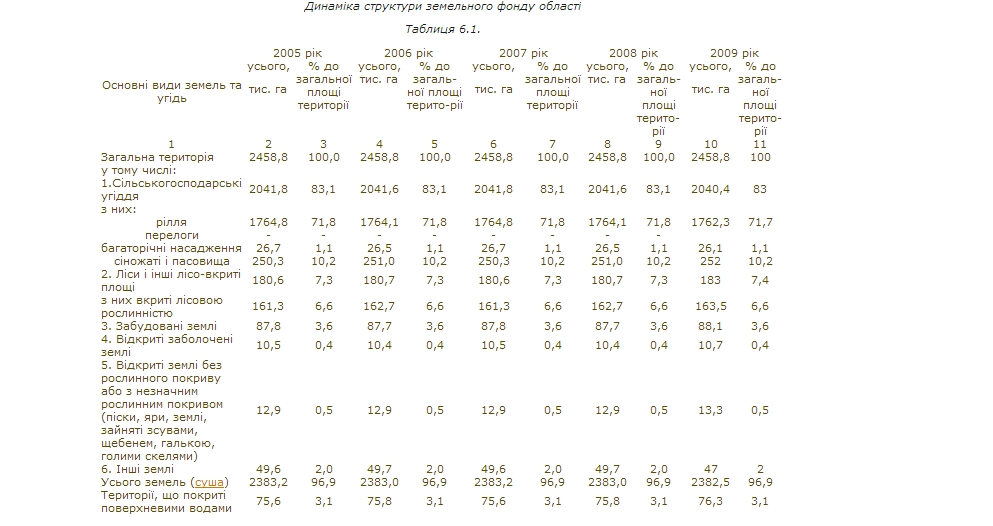 Динаміка структури земельного фонду області
Таблиця 6.1.
Основні види земель та угідь
2005 рік 2006 рік 2007 рік 2008 рік 2009 рік
усього, тис. га % до загальної площі території усього, тис. га % до загаль-ної площі терито-рії усього, тис. га % до загальної площі території усього, тис. га % до загаль-ної площі терито-рії усього, тис. га % до загаль-ної площі терито-рії
1 2 3 4 5 6 7 8 9 10 11
Загальна територія 2458,8 100,0 2458,8 100,0 2458,8 100,0 2458,8 100,0 2458,8 100
у тому числі:
1.Сільськогосподарські угіддя 2041,8 83,1 2041,6 83,1 2041,8 83,1 2041,6 83,1 2040,4 83
з них:
рілля 1764,8 71,8 1764,1 71,8 1764,8 71,8 1764,1 71,8 1762,3 71,7
перелоги - - - - - - - - - -
багаторічні насадження 26,7 1,1 26,5 1,1 26,7 1,1 26,5 1,1 26,1 1,1
сіножаті і пасовища 250,3 10,2 251,0 10,2 250,3 10,2 251,0 10,2 252 10,2
2. Ліси і інші лісо-вкриті площі 180,6 7,3 180,7 7,3 180,6 7,3 180,7 7,3 183 7,4
з них вкриті лісовою рослинністю 161,3 6,6 162,7 6,6 161,3 6,6 162,7 6,6 163,5 6,6
3. Забудовані землі 87,8 3,6 87,7 3,6 87,8 3,6 87,7 3,6 88,1 3,6
4. Відкриті заболочені землі 10,5 0,4 10,4 0,4 10,5 0,4 10,4 0,4 10,7 0,4
5. Відкриті землі без рослинного покриву або з незначним рослинним покривом (піски, яри, землі, зайняті зсувами, щебенем, галькою, голими скелями) 12,9 0,5 12,9 0,5 12,9 0,5 12,9 0,5 13,3 0,5
6. Інші землі 49,6 2,0 49,7 2,0 49,6 2,0 49,7 2,0 47 2
Усього земель (суша) 2383,2 96,9 2383,0 96,9 2383,2 96,9 2383,0 96,9 2382,5 96,9
Території, що покриті поверхневими водами 75,6 3,1 75,8 3,1 75,6 3,1 75,8 3,1 76,3 3,1